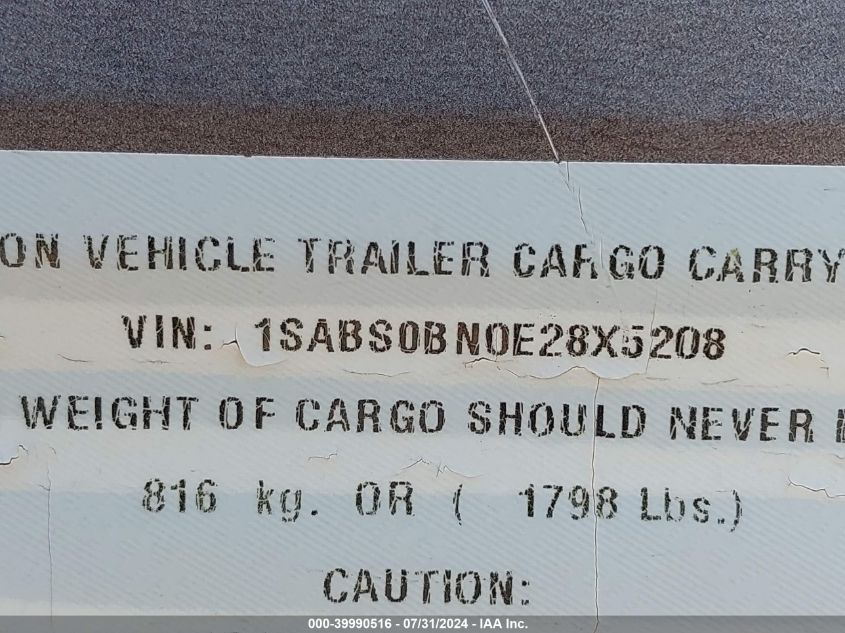 ON VEHICLE TRAILER CARGO CARRY
VIN: 1SABS0BN0E28X5208
WEIGHT OF CARGO SHOULD NEVER
816 kg. OR ( 1798 Lbs.)
CAUTION:
000-39990516 - 07/31/2024 - IAA Inc.